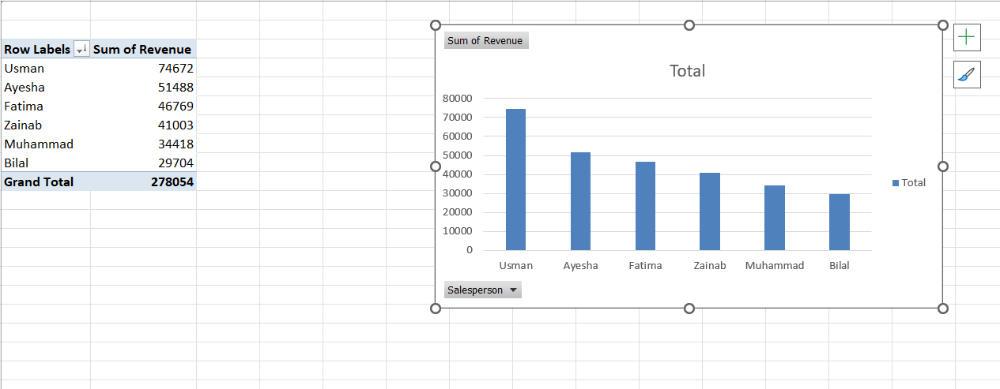 Row Labels Sum of Revenue
Usman 74672
Ayesha 51488
Fatima 46769
Zainab 41003
Muhammad 34418
Bilal 29704
Grand Total 278054
Sum of Revenue
Total
80000
70000
60000
50000
40000
30000
20000
10000
0
Usman Ayesha Fatima Zainab Muhammad Bilal
Total
Salesperson